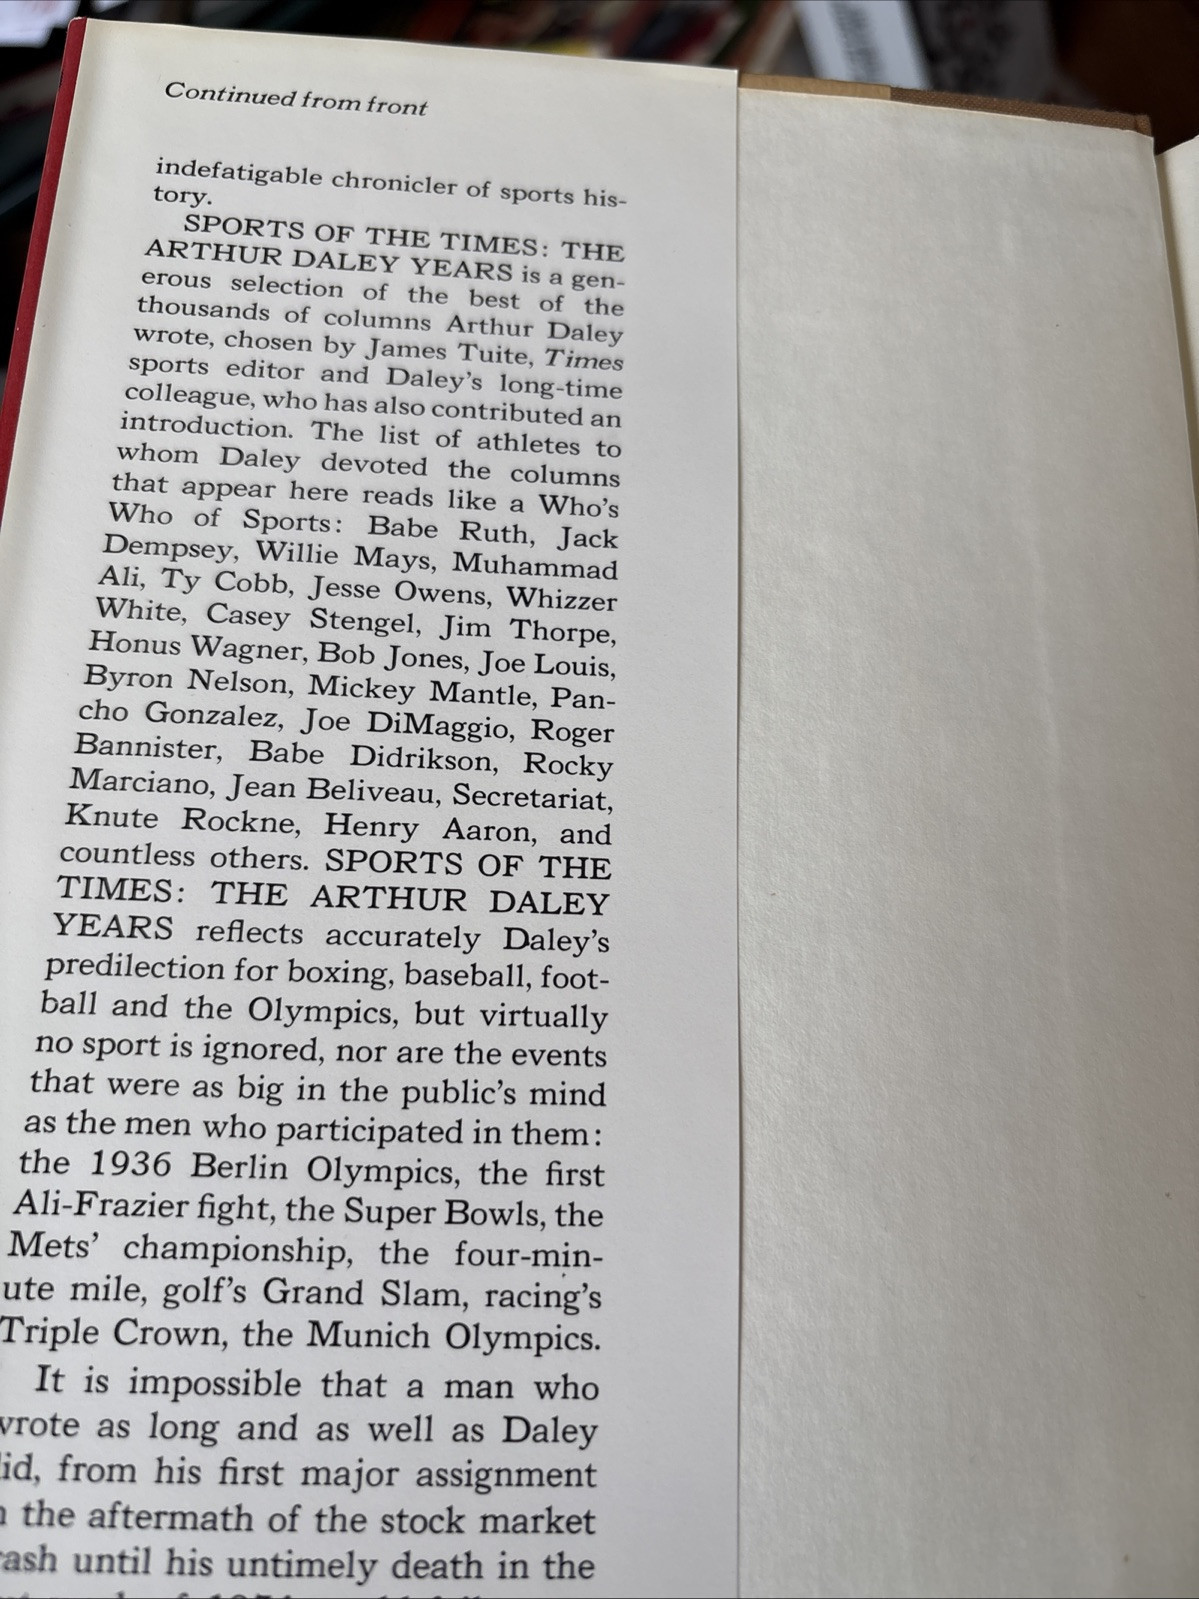 Continued from front
indefatigable chronicler of sports his-
tory.
SPORTS OF THE TIMES: THE
ARTHUR DALEY YEARS is a gen-
erous selection of the best of the
thousands of columns Arthur Daley
wrote, chosen by James Tuite, Times
sports editor and Daley's long-time
colleague, who has also contributed an
introduction. The list of athletes to
whom Daley devoted the columns
that appear here reads like a Who's
Who of Sports: Babe Ruth, Jack
Dempsey, Willie Mays, Muhammad
Ali, Ty Cobb, Jesse Owens, Whizzer
White, Casey Stengel, Jim Thorpe,
Honus Wagner, Bob Jones, Joe Louis,
Byron Nelson, Mickey Mantle, Pan-
cho Gonzalez, Joe DiMaggio, Roger
Bannister, Babe Didrikson, Rocky
Marciano, Jean Beliveau, Secretariat,
Knute Rockne, Henry Aaron, and
countless others. SPORTS OF THE
TIMES: THE ARTHUR DALEY
YEARS reflects accurately Daley's
predilection for boxing, baseball, foot-
ball and the Olympics, but virtually
no sport is ignored, nor are the events
that were as big in the public's mind
as the men who participated in them:
the 1936 Berlin Olympics, the first
Ali-Frazier fight, the Super Bowls, the
Mets' championship, the four-min-
ute mile, golf's Grand Slam, racing's
Triple Crown, the Munich Olympics.
It is impossible that a man who
wrote as long and as well as Daley
id, from his first major assignment
the aftermath of the stock market
ash until his untimely death in the